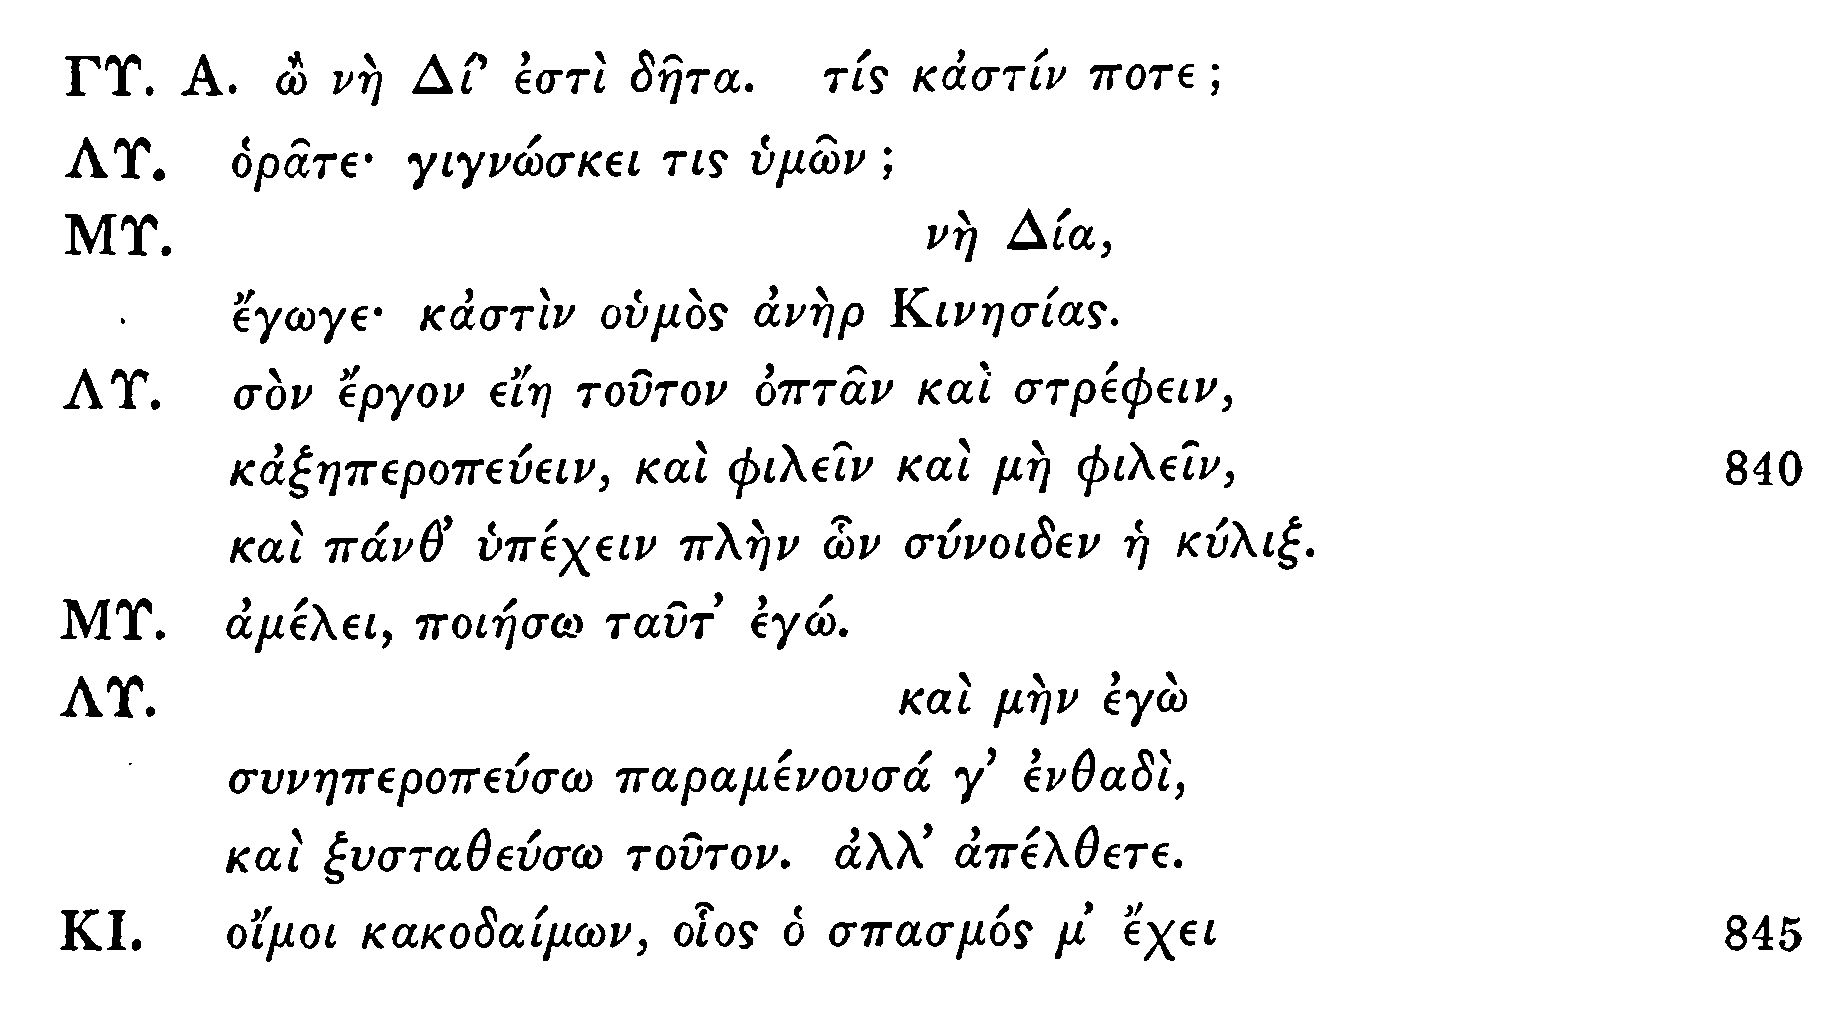 ΓΥ. Α. ὢ νὴ Δί᾽ ἐστὶ δῆτα. τίς κἀστίν ποτε;
ΛΥ. ὁρᾶτε· γιγνώσκει τις ὑμῶν;
ΜΥ. νὴ Δία,
ἔγωγε· κἀστὶν οὑμὸς ἀνὴρ Κινησίας.
ΛΥ. σὸν ἔργον εἴη τοῦτον ὀπτᾶν καὶ στρέφειν,
κἀξηπεροπεύειν, καὶ φιλεῖν καὶ μὴ φιλεῖν, 840
καὶ πάνθ᾽ ὑπέχειν πλὴν ὧν σύνοιδεν ἡ κύλιξ.
ΜΥ. ἀμέλει, ποιήσω ταῦτ᾽ ἐγώ.
ΛΥ. καὶ μὴν ἐγὼ
συνηπεροπεύσω παραμένουσά γ᾽ ἐνθαδὶ,
καὶ ξυσταθεύσω τοῦτον. ἀλλ᾽ ἀπέλθετε.
ΚΙ. οἴμοι κακοδαίμων, οἷος ὁ σπασμός μ᾽ ἔχει 845